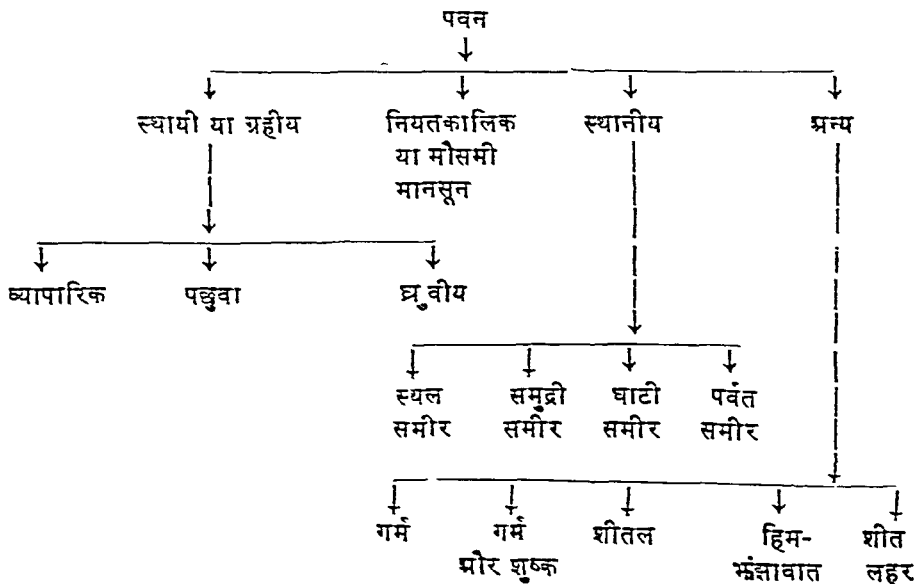 पवन
स्थायी या ग्रहीय नियतकालिक स्थानीय अन्य
या मौसमी
मानसून
व्यापारिक पछुवा ध्रुवीय
स्थल समुद्री घाटी पर्वत
समीर समीर समीर समीर
गर्म गर्म शीतल हिम- शीत
और शुष्क झंझावात लहर